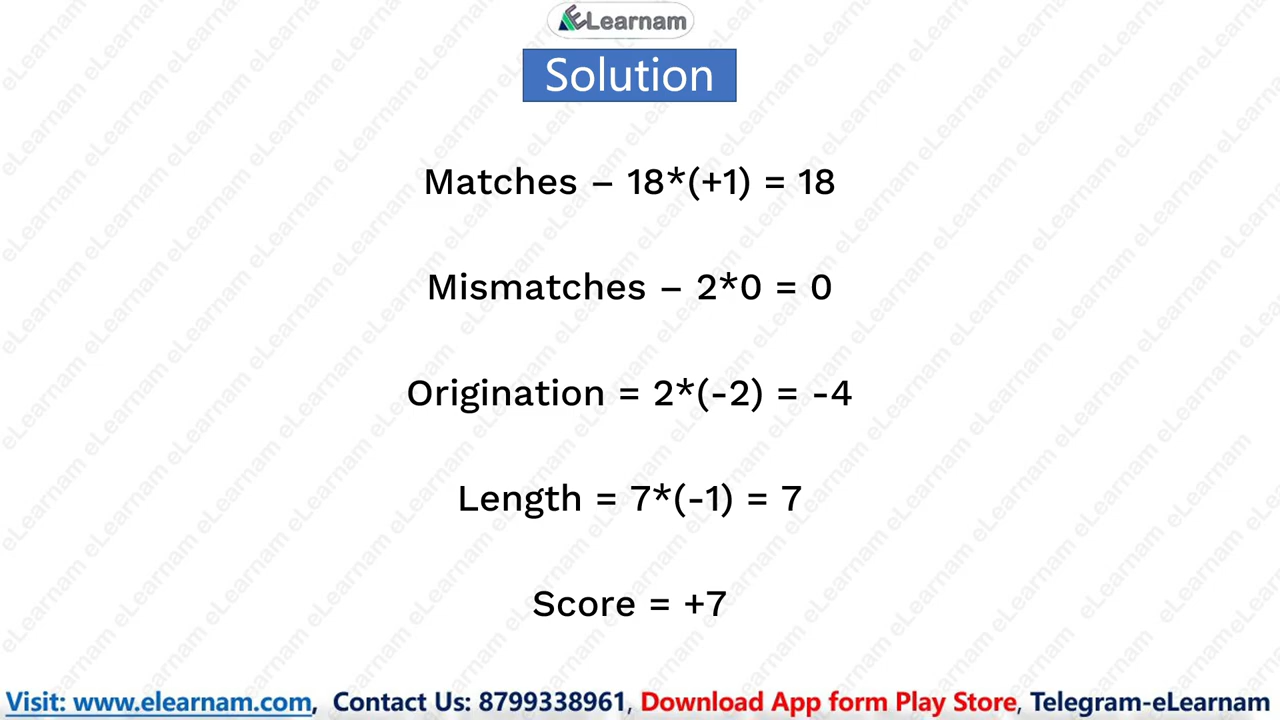 ELearnam
Solution
Matches – 18*(+1) = 18
Mismatches – 2*0 = 0
Origination = 2*(-2) = -4
Length = 7*(-1) = 7
Score = +7
Visit: www.elearnam.com, Contact Us: 8799338961, Download App form Play Store, Telegram-eLearnam